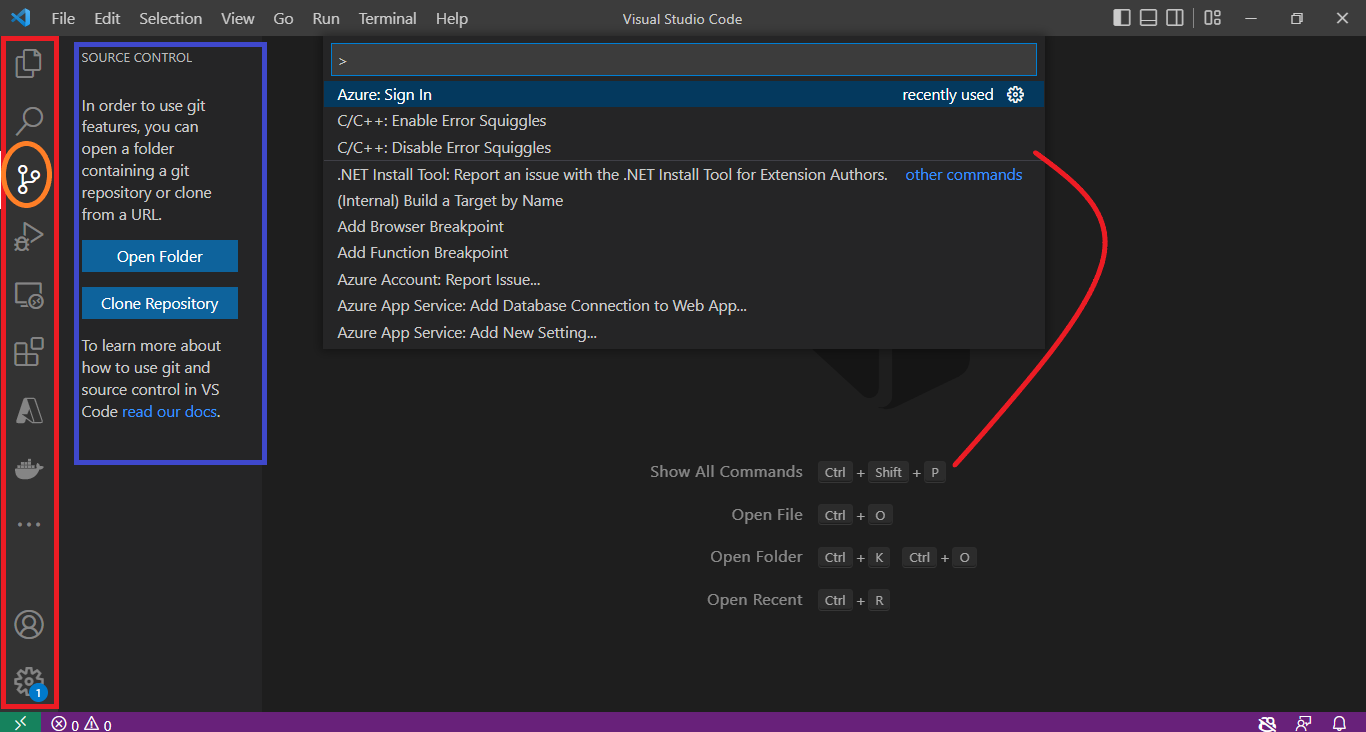 File Edit Selection View Go Run Terminal Help
Visual Studio Code
SOURCE CONTROL
In order to use git
features, you can
open a folder
containing a git
repository or clone
from a URL.
Open Folder
Clone Repository
To learn more about
how to use git and
source control in VS
Code read our docs.
>
Azure: Sign In recently used
C/C++: Enable Error Squiggles
C/C++: Disable Error Squiggles
.NET Install Tool: Report an issue with the .NET Install Tool for Extension Authors. other commands
(Internal) Build a Target by Name
Add Browser Breakpoint
Add Function Breakpoint
Azure Account: Report Issue...
Azure App Service: Add Database Connection to Web App...
Azure App Service: Add New Setting...
Show All Commands Ctrl + Shift + P
Open File Ctrl + O
Open Folder Ctrl + K Ctrl + O
Open Recent Ctrl + R
1
0 0